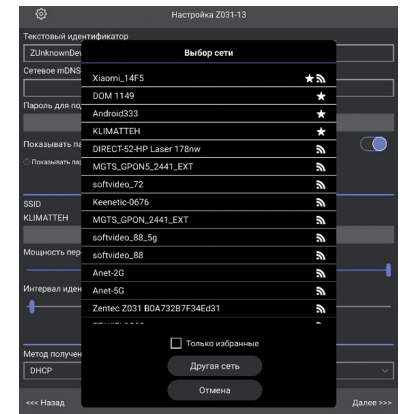 Настройка Z031-13
Текстовый идентификатор
ZUnknownDev
Сетевое mDNS
Пароль для по
Показывать па
Показывать пар
SSID
KLIMATTEH
Мощность пер
Интервал иден
Метод получен
DHCP
<<< Назад
Далее >>>
Выбор сети
Xiaomi_14F5
DOM 1149
Android333
KLIMATTEH
DIRECT-52-HP Laser 178nw
MGTS_GPON5_2441_EXT
softvideo_72
Keenetic-0676
MGTS_GPON_2441_EXT
softvideo_88_5g
softvideo_88
Anet-2G
Anet-5G
Zentec Z031 B0A732B7F34Ed31
Только избранные
Другая сеть
Отмена